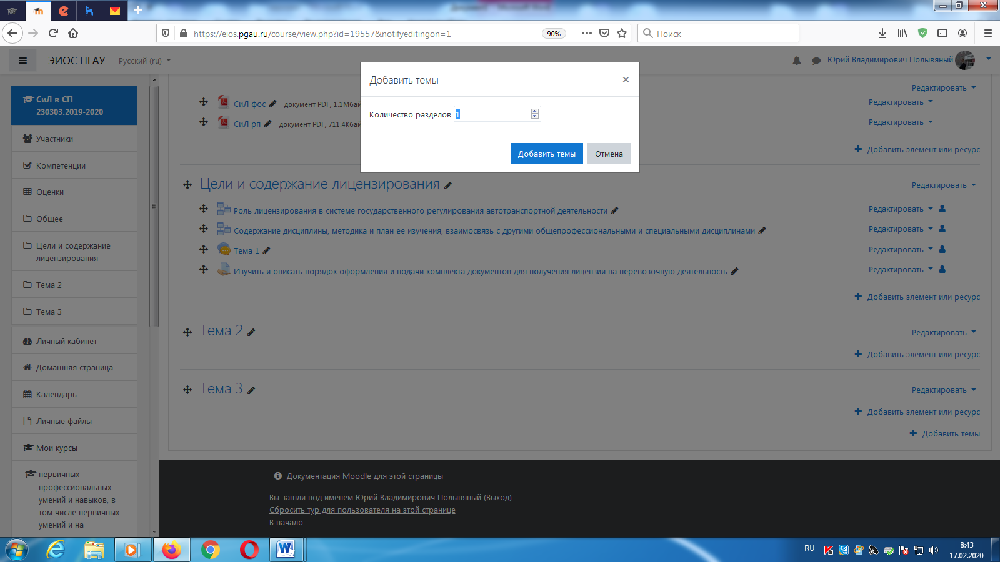 https://eios.pgau.ru/course/view.php?id=19557&notifyeditingon=1
90%
Поиск
ЭИОС ПГАУ
Русский (ru)
Юрий Владимирович Полывяный
СиЛ в СП
230303.2019-2020
Участники
Компетенции
Оценки
Общее
Цели и содержание
лицензирования
Тема 2
Тема 3
Личный кабинет
Домашняя страница
Календарь
Личные файлы
Мои курсы
первичных
профессиональных
умений и навыков, в
том числе первичных
умений и на
Добавить темы
×
Количество разделов 1
Добавить темы
Отмена
Редактировать
СиЛ фос
документ PDF, 1.1Мбай
Редактировать
СиЛ рп
документ PDF, 711.4Кбай
Редактировать
Добавить элемент или ресурс
Цели и содержание лицензирования
Редактировать
Роль лицензирования в системе государственного регулирования автотранспортной деятельности
Редактировать
Содержание дисциплины, методика и план ее изучения, взаимосвязь с другими общепрофессиональными и специальными дисциплинами
Редактировать
Тема 1
Редактировать
Изучить и описать порядок оформления и подачи комплекта документов для получения лицензии на перевозочную деятельность
Редактировать
Добавить элемент или ресурс
Тема 2
Редактировать
Добавить элемент или ресурс
Тема 3
Редактировать
Добавить элемент или ресурс
Добавить темы
Документация Moodle для этой страницы
Вы зашли под именем Юрий Владимирович Полывяный (Выход)
Сбросить тур для пользователя на этой странице
В начало
RU
8:43
17.02.2020